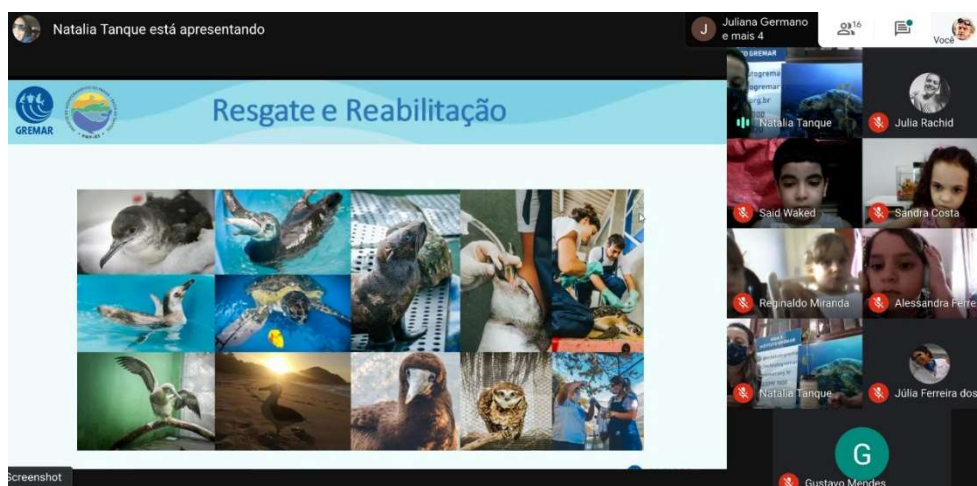 Natalia Tanque está apresentando
J
Juliana Germano
e mais 4
16
Você
GREMAR
Resgate e Reabilitação
Natalia Tanque
Julia Rachid
Said Waked
Sandra Costa
Reginaldo Miranda
Alessandra Ferre
Natalia Tanque
Júlia Ferreira dos
G
Gustavo Mendes
Screenshot